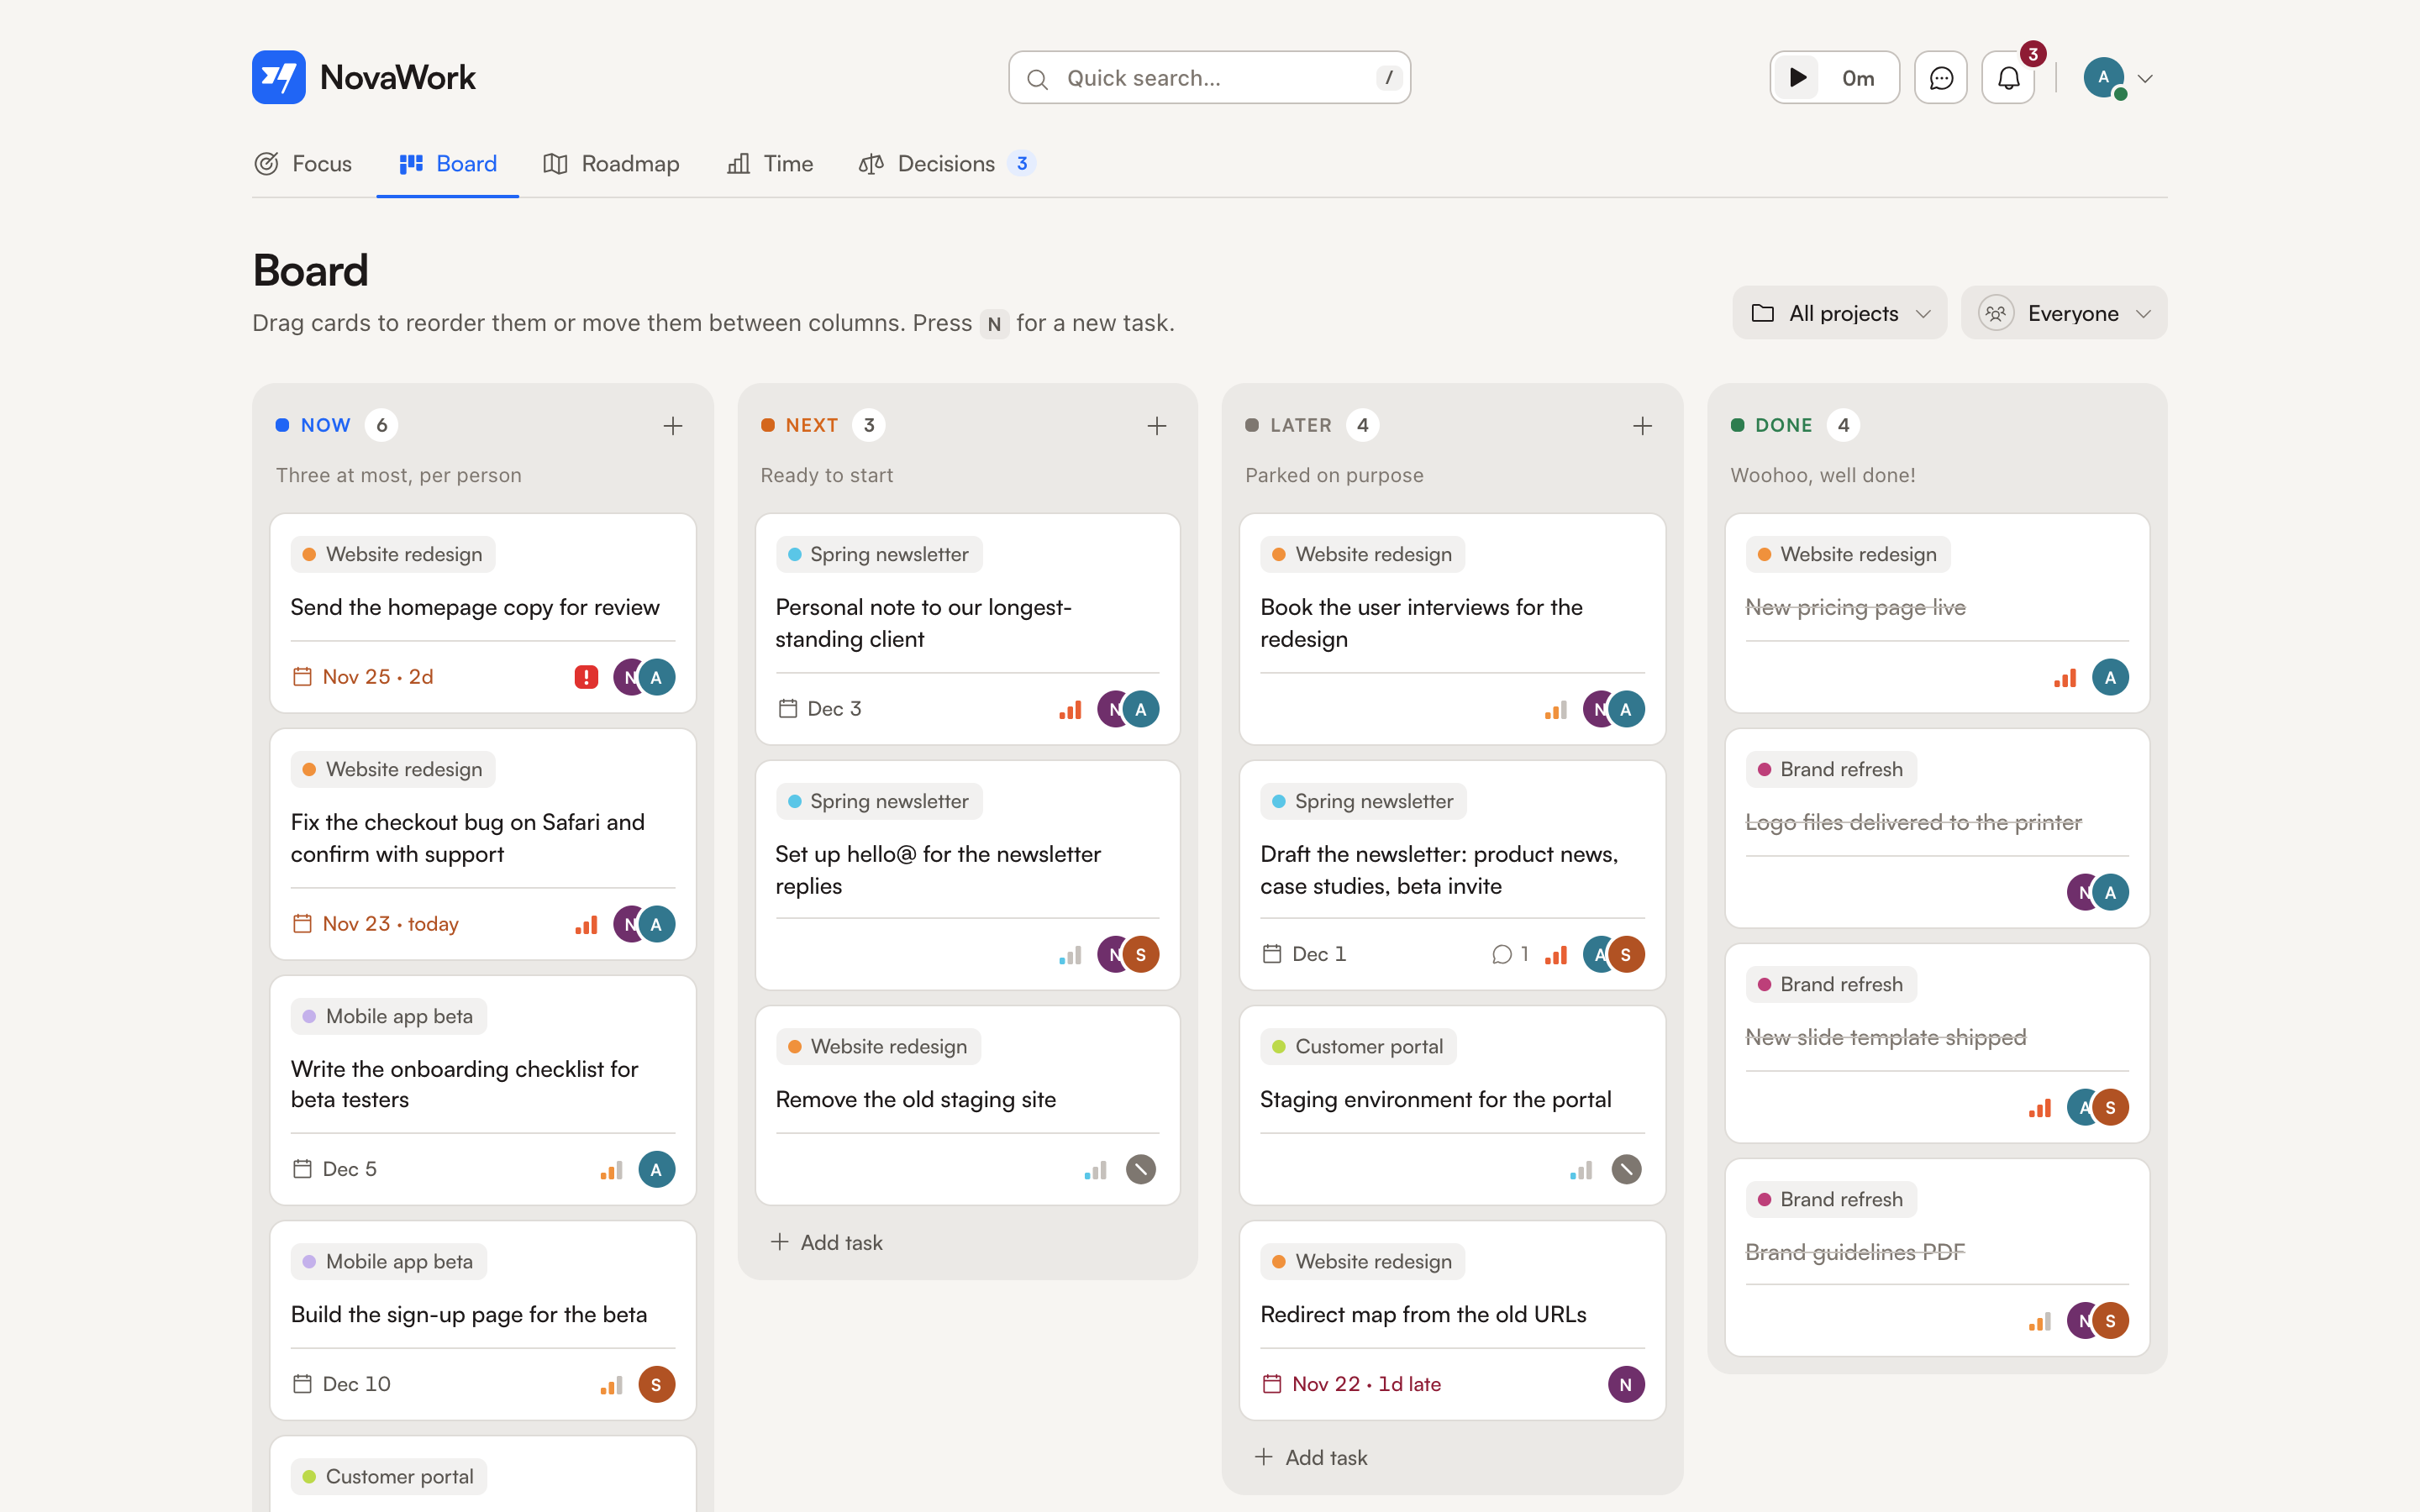 NovaWork
Quick search...
/
0m
3
A
Focus
Board
Roadmap
Time
Decisions 3
Board
Drag cards to reorder them or move them between columns. Press N for a new task.
All projects
Everyone
NOW 6
Three at most, per person
Website redesign
Send the homepage copy for review
Nov 25 · 2d
! N A
Website redesign
Fix the checkout bug on Safari and
confirm with support
Nov 23 · today
N A
Mobile app beta
Write the onboarding checklist for
beta testers
Dec 5
A
Mobile app beta
Build the sign-up page for the beta
Dec 10
S
Customer portal
NEXT 3
Ready to start
Spring newsletter
Personal note to our longest-
standing client
Dec 3
N A
Spring newsletter
Set up hello@ for the newsletter
replies
N S
Website redesign
Remove the old staging site
Add task
LATER 4
Parked on purpose
Website redesign
Book the user interviews for the
redesign
N A
Spring newsletter
Draft the newsletter: product news,
case studies, beta invite
Dec 1
1 A S
Customer portal
Staging environment for the portal
Website redesign
Redirect map from the old URLs
Nov 22 · 1d late
N
Add task
DONE 4
Woohoo, well done!
Website redesign
New pricing page live
A
Brand refresh
Logo files delivered to the printer
N A
Brand refresh
New slide template shipped
A S
Brand refresh
Brand guidelines PDF
N S